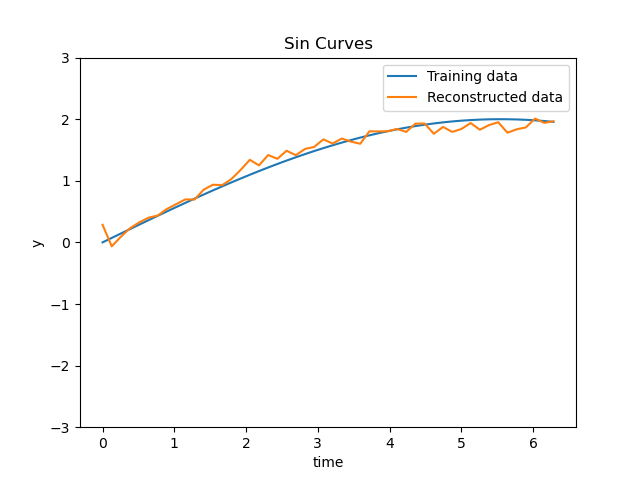 Sin Curves
Training data
Reconstructed data
3
2
1
0
−1
−2
−3
y
0 1 2 3 4 5 6
time